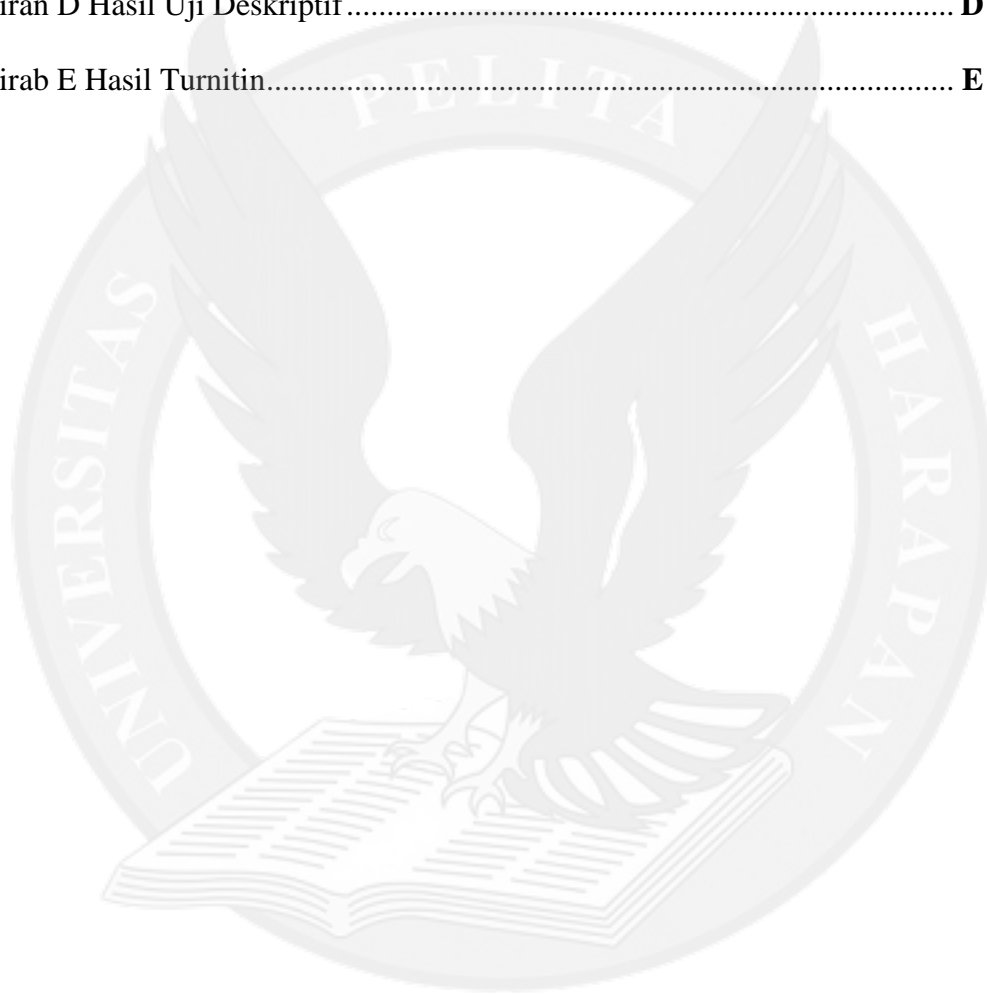 iran D Hasil Uji Deskriptif........................................................................................ D
irab E Hasil Turnitin.................................................................................................... E
UNIVERSITAS PELITA HARAPAN